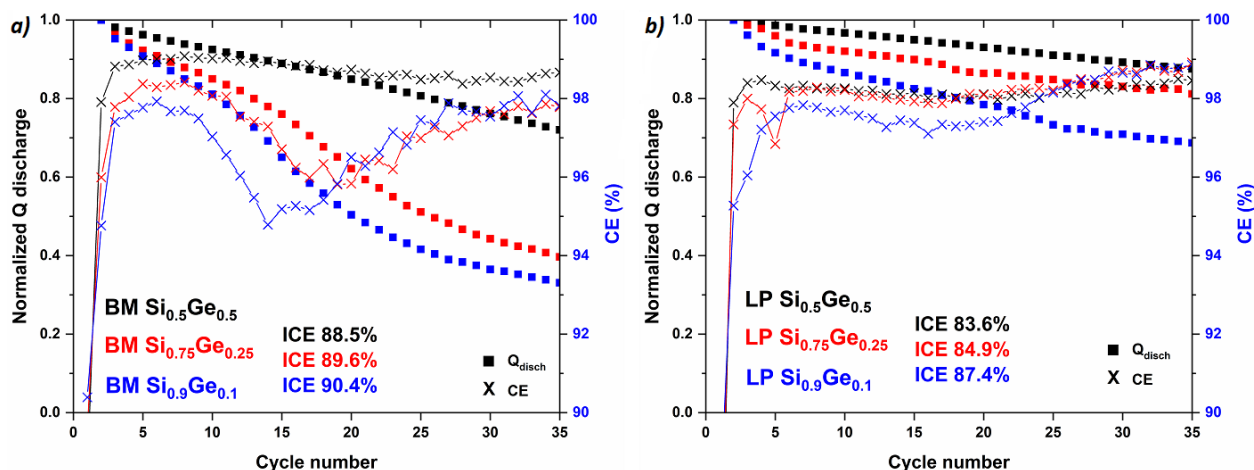 a)
Normalized Q discharge
1.0
0.8
0.6
0.4
0.2
0.0
100
98
96
94
92
90
CE (%)
BM Si0.5Ge0.5
BM Si0.75Ge0.25
BM Si0.9Ge0.1
ICE 88.5%
ICE 89.6%
ICE 90.4%
Qdisch
CE
0 5 10 15 20 25 30 35
Cycle number
b)
Normalized Q discharge
1.0
0.8
0.6
0.4
0.2
0.0
100
98
96
94
92
90
CE (%)
LP Si0.5Ge0.5
LP Si0.75Ge0.25
LP Si0.9Ge0.1
ICE 83.6%
ICE 84.9%
ICE 87.4%
Qdisch
CE
0 5 10 15 20 25 30 35
Cycle number